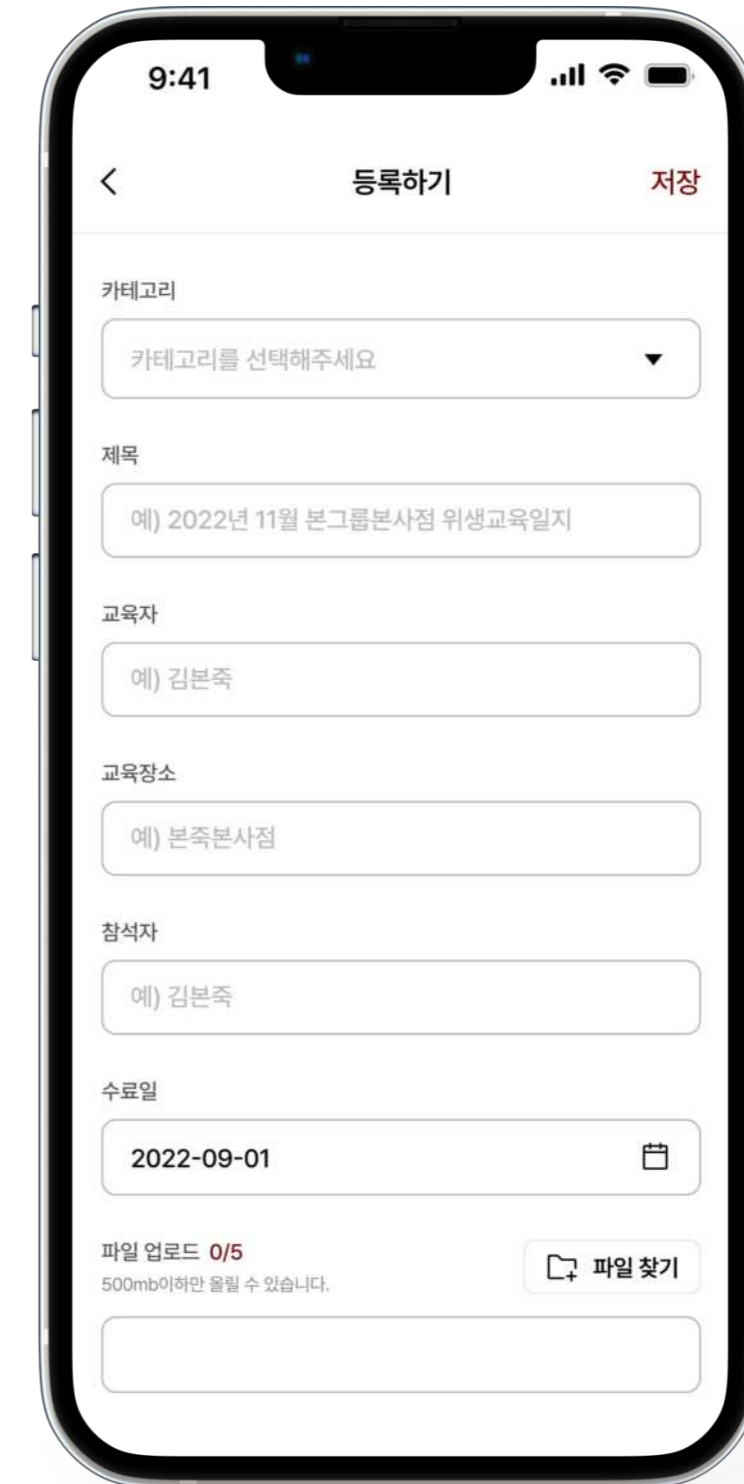 9:41
등록하기 저장
카테고리
카테고리를 선택해주세요
제목
예) 2022년 11월 본그룹본사점 위생교육일지
교육자
예) 김본죽
교육장소
예) 본죽본사점
참석자
예) 김본죽
수료일
2022-09-01
파일 업로드 0/5
파일 찾기
500mb이하만 올릴 수 있습니다.